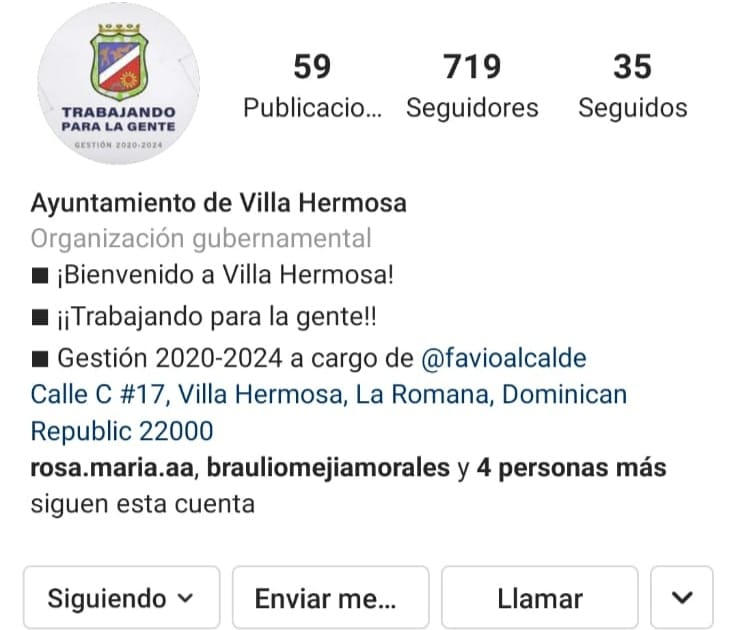 TRABAJANDO
PARA LA GENTE
GESTIÓN 2020-2024
59 719 35
Publicacio... Seguidores Seguidos
Ayuntamiento de Villa Hermosa
Organización gubernamental
■ ¡Bienvenido a Villa Hermosa!
■ ¡¡Trabajando para la gente!!
■ Gestión 2020-2024 a cargo de @favioalcalde
Calle C #17, Villa Hermosa, La Romana, Dominican
Republic 22000
rosa.maria.aa, brauliomejiamorales y 4 personas más
siguen esta cuenta
Siguiendo Enviar me... Llamar